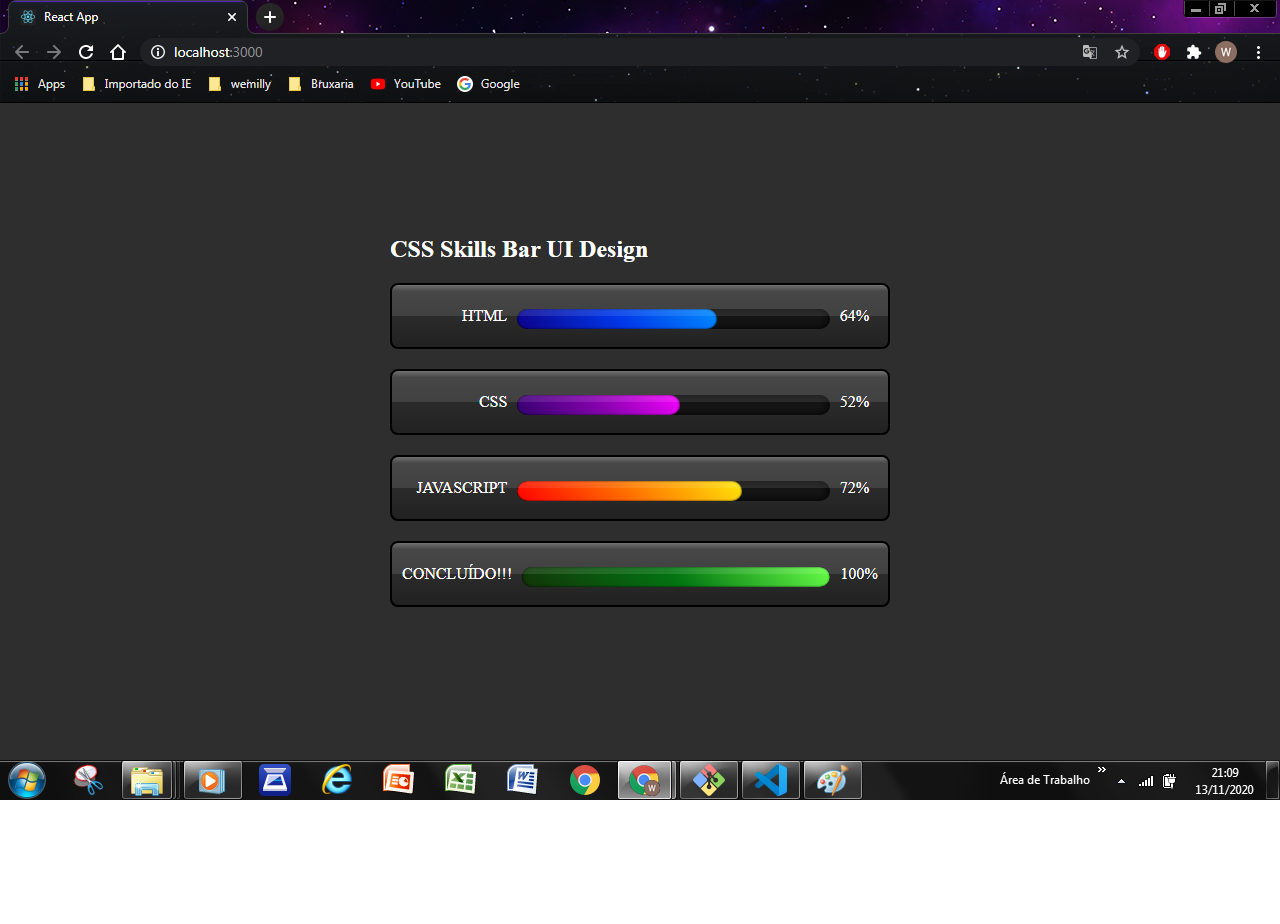 React App
localhost:3000
W
Apps Importado do IE wemilly Bruxaria YouTube Google
CSS Skills Bar UI Design
HTML 64%
CSS 52%
JAVASCRIPT 72%
CONCLUÍDO!!! 100%
W
Área de Trabalho
21:09
13/11/2020